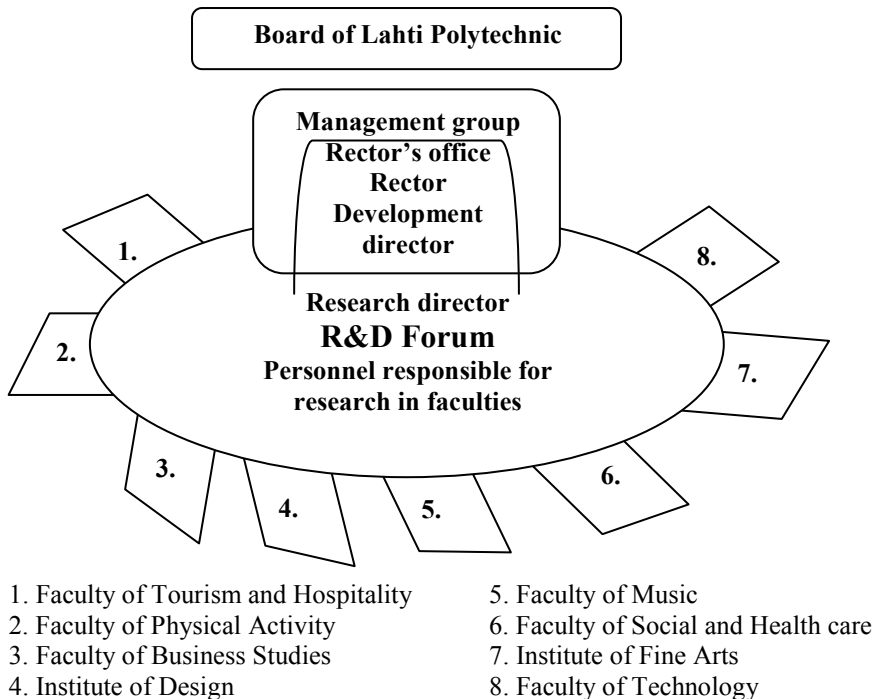 Board of Lahti Polytechnic
Management group
Rector's office
Rector
Development
director
Research director
R&D Forum
Personnel responsible for
research in faculties
1.
2.
3.
4.
5.
6.
7.
8.
1. Faculty of Tourism and Hospitality
2. Faculty of Physical Activity
3. Faculty of Business Studies
4. Institute of Design
5. Faculty of Music
6. Faculty of Social and Health care
7. Institute of Fine Arts
8. Faculty of Technology